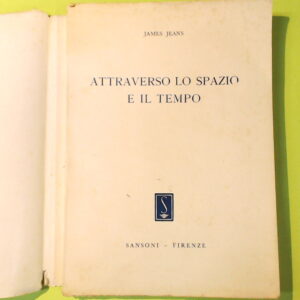 JAMES JEANS
ATTRAVERSO LO SPAZIO
E IL TEMPO
S
SANSONI - FIRENZE